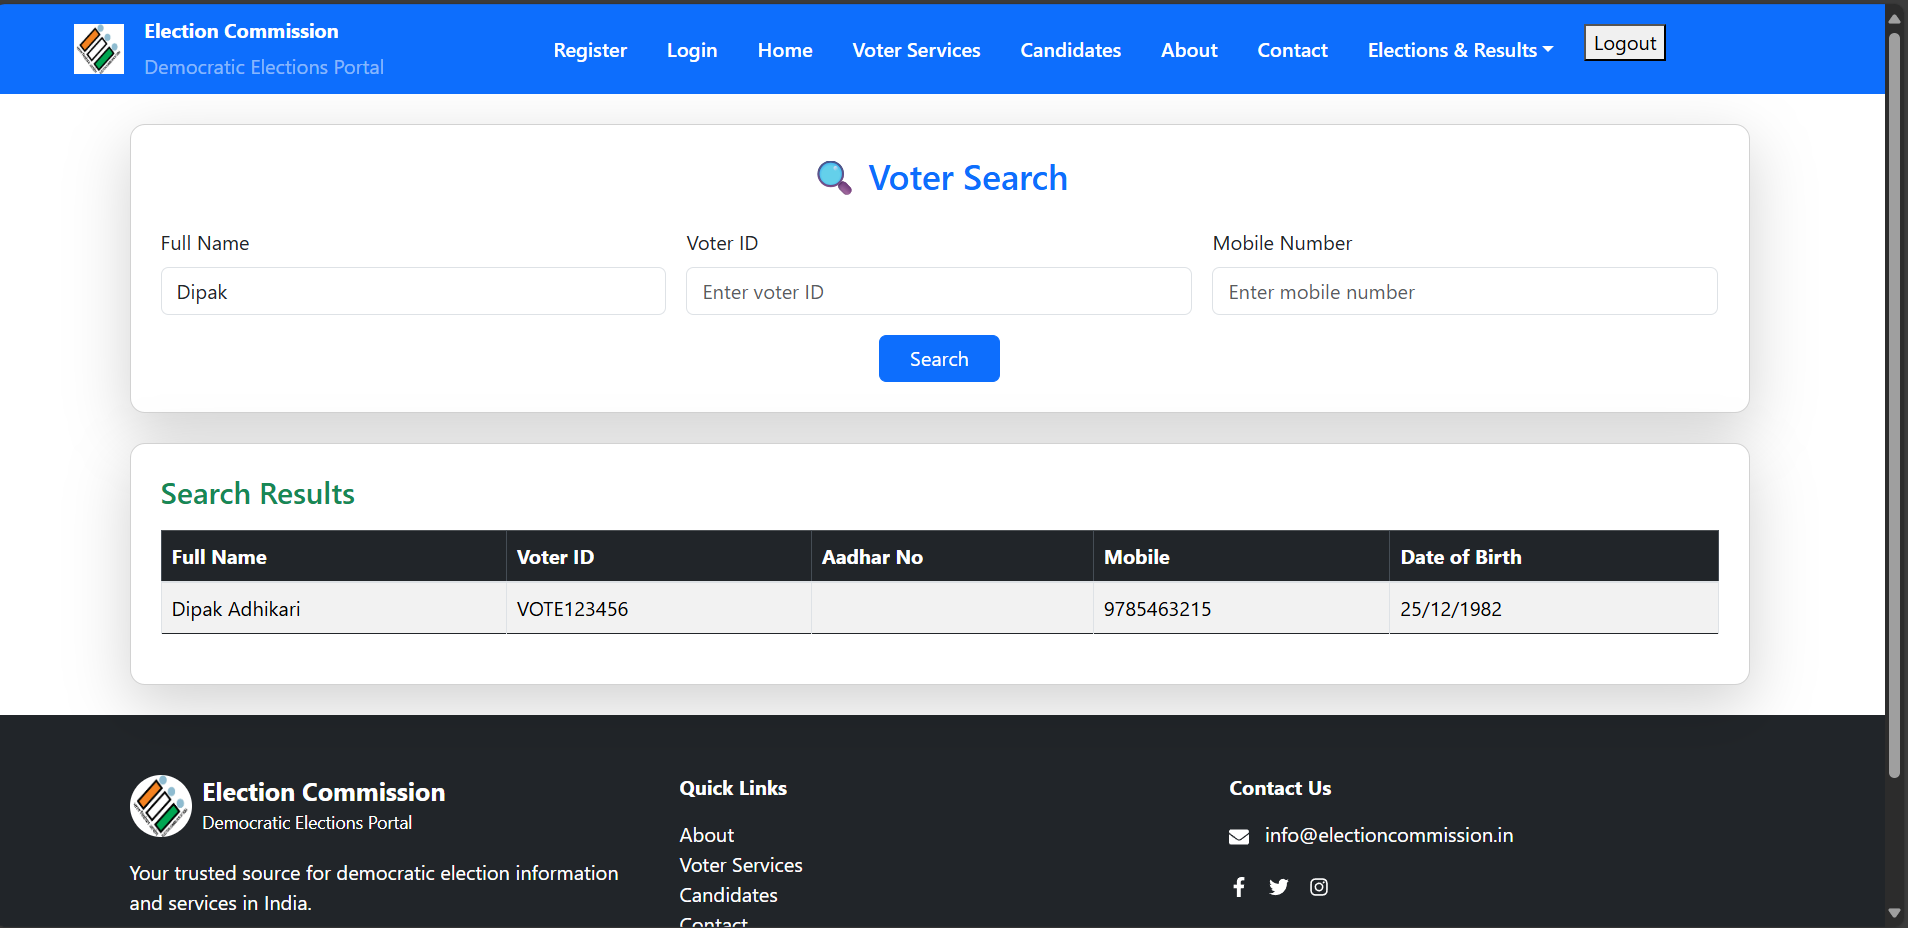 Election Commission
Democratic Elections Portal
Register Login Home Voter Services Candidates About Contact Elections & Results Logout
Voter Search
Full Name Voter ID Mobile Number
Dipak Enter voter ID Enter mobile number
Search
Search Results
Full Name Voter ID Aadhar No Mobile Date of Birth
Dipak Adhikari VOTE123456 9785463215 25/12/1982
Election Commission
Democratic Elections Portal
Your trusted source for democratic election information
and services in India.
Quick Links
About
Voter Services
Candidates
Contact
Contact Us
info@electioncommission.in